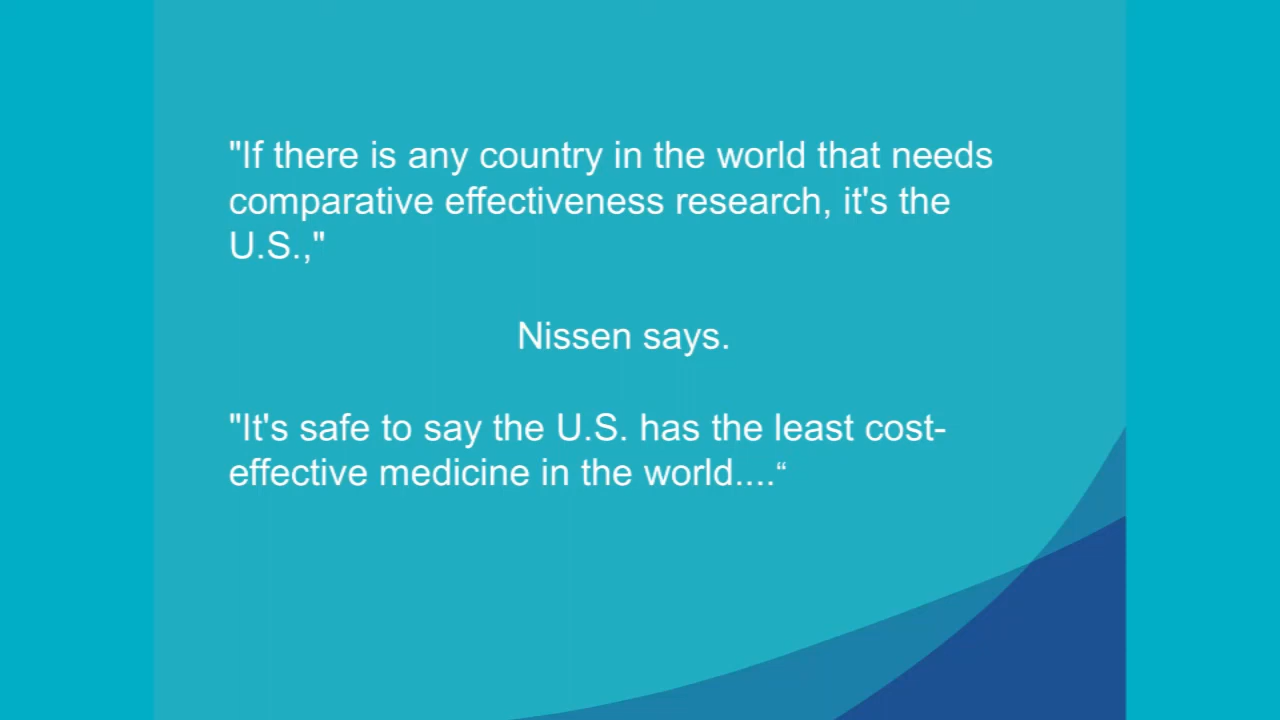 "If there is any country in the world that needs
comparative effectiveness research, it's the
U.S.,"
Nissen says.
"It's safe to say the U.S. has the least cost-
effective medicine in the world....“